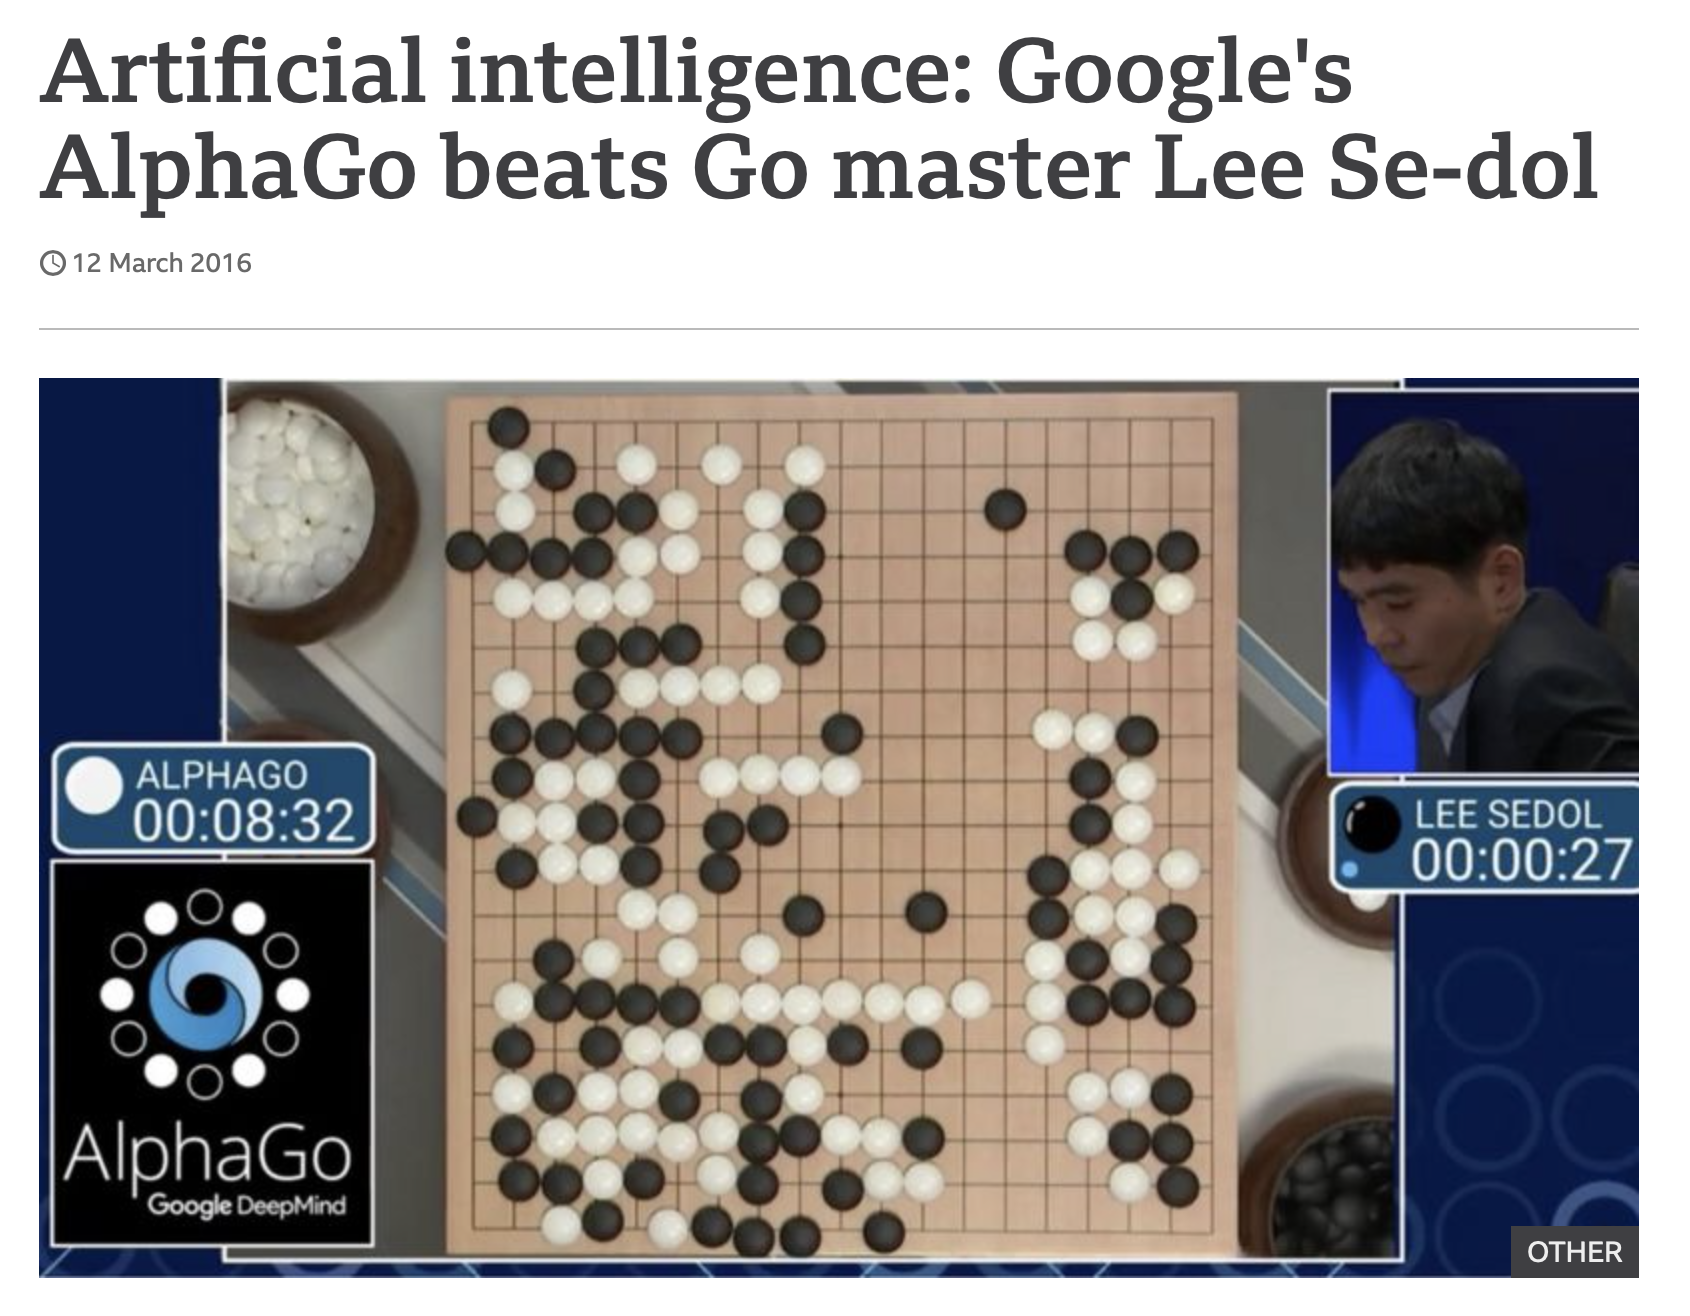 Artificial intelligence: Google's
AlphaGo beats Go master Lee Se-dol
12 March 2016
ALPHAGO
00:08:32
LEE SEDOL
00:00:27
AlphaGo
Google DeepMind
OTHER